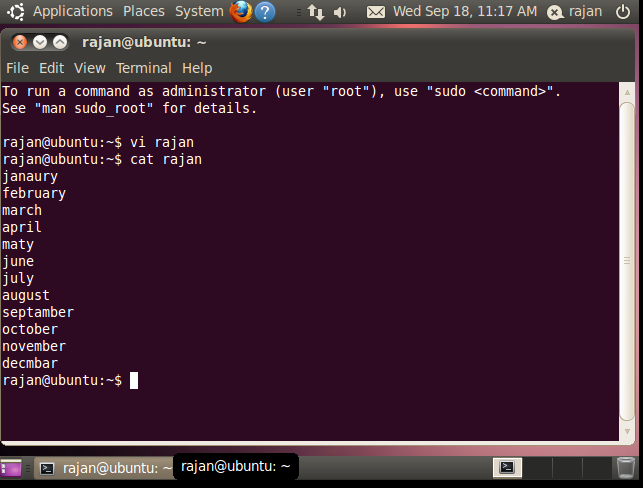 Applications Places System ? Wed Sep 18, 11:17 AM rajan
rajan@ubuntu: ~
File Edit View Terminal Help
To run a command as administrator (user "root"), use "sudo <command>".
See "man sudo_root" for details.
rajan@ubuntu:~$ vi rajan
rajan@ubuntu:~$ cat rajan
janaury
february
march
april
maty
june
july
august
septamber
october
november
decmbar
rajan@ubuntu:~$
rajan@ubuntu: ~ rajan@ubuntu: ~